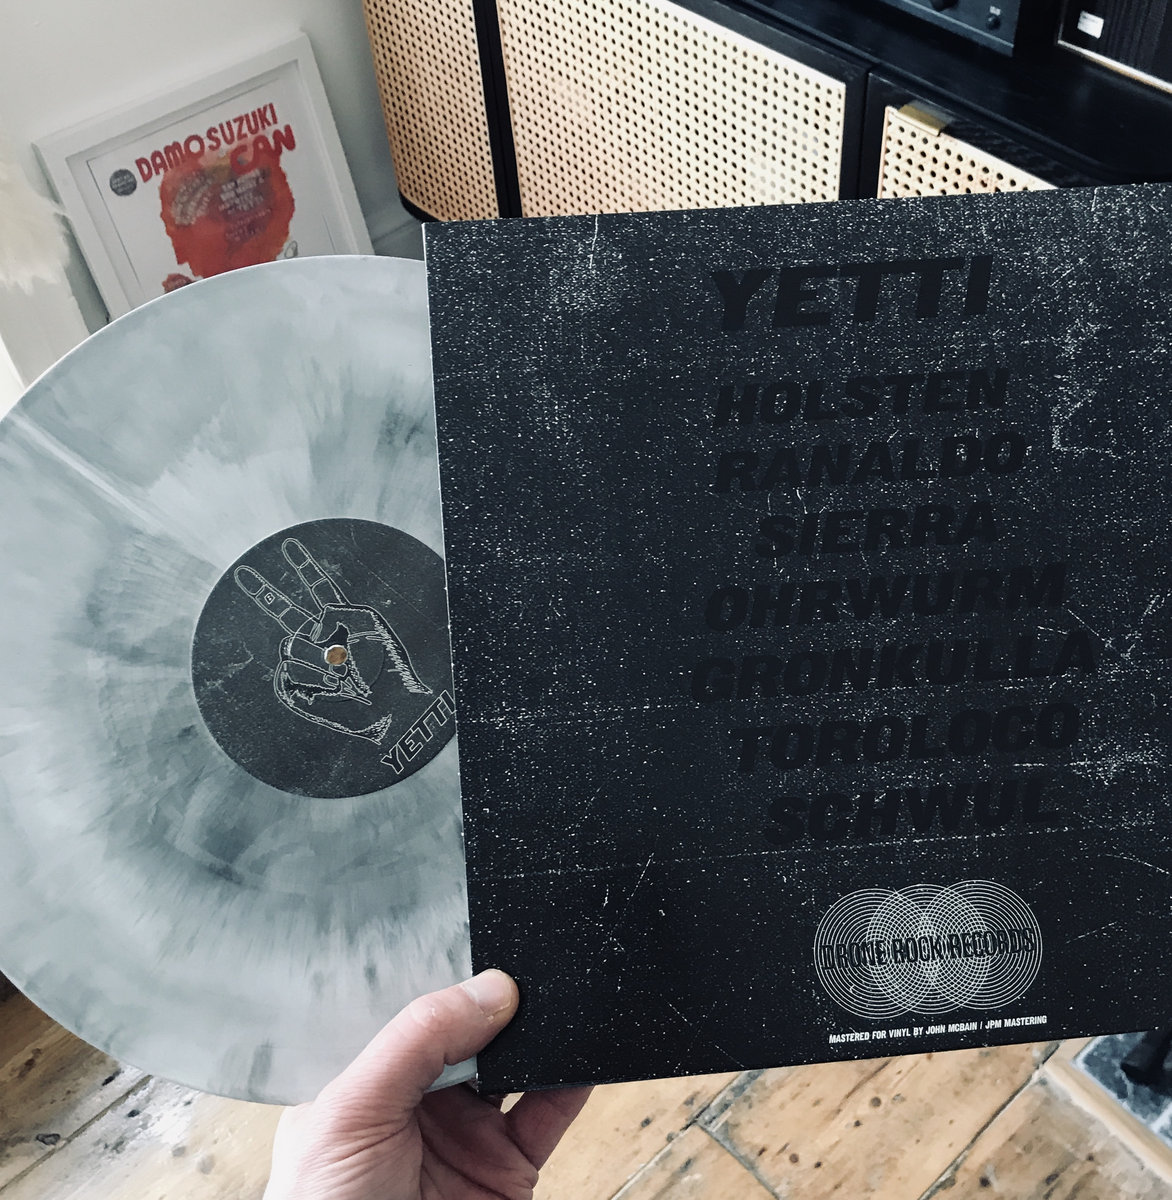 DAMO SUZUKI
CAN
YETTI
HOLSTEN
RANALDO
SIERRA
OHRWURM
CRONKULLA
TOROLOCO
SCHWUL
YETTI
DRONE ROCK RECORDS
MASTERED FOR VINYL BY JOHN MCBAIN / JPM MASTERING